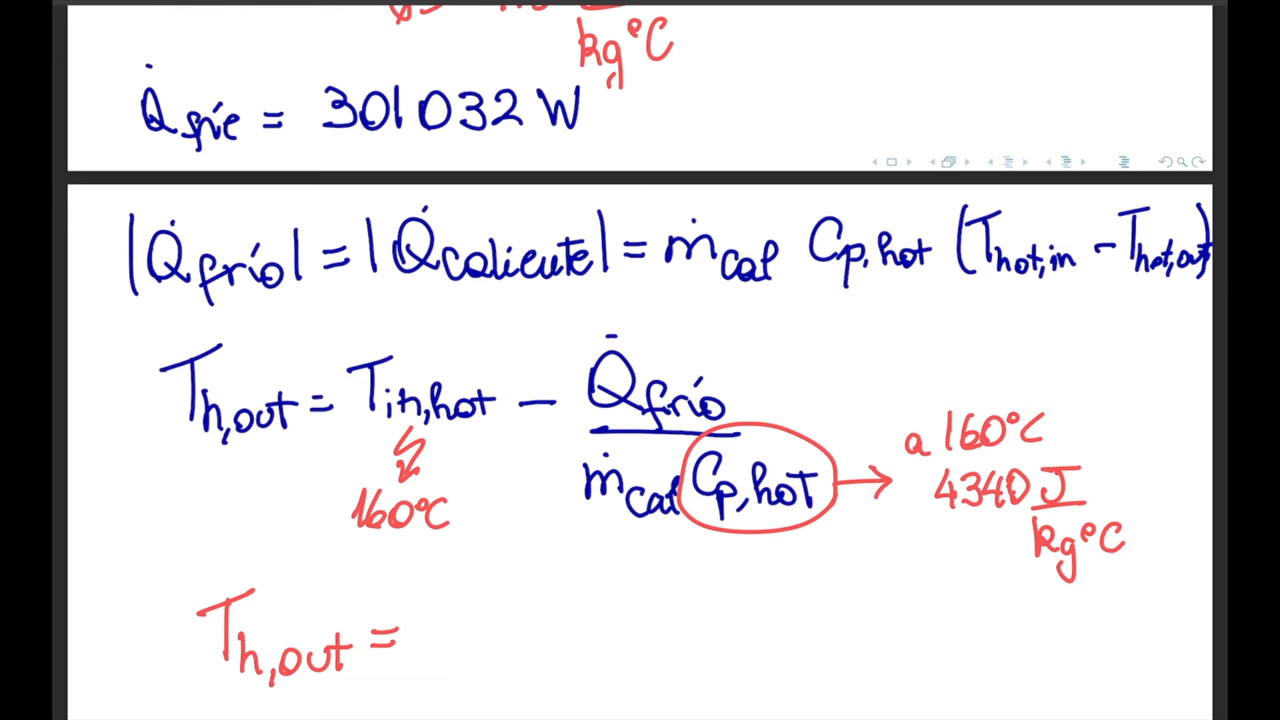 kg°C
Q̇frío = 301032 W
|Q̇frío| = |Q̇caliente| = ṁcal Cp,hot (Thot,in - Thot,out)
Th,out = Tin,hot - Q̇frío / ṁcal Cp,hot
160°C
a 160°C
4340 J
kg°C
Th,out =